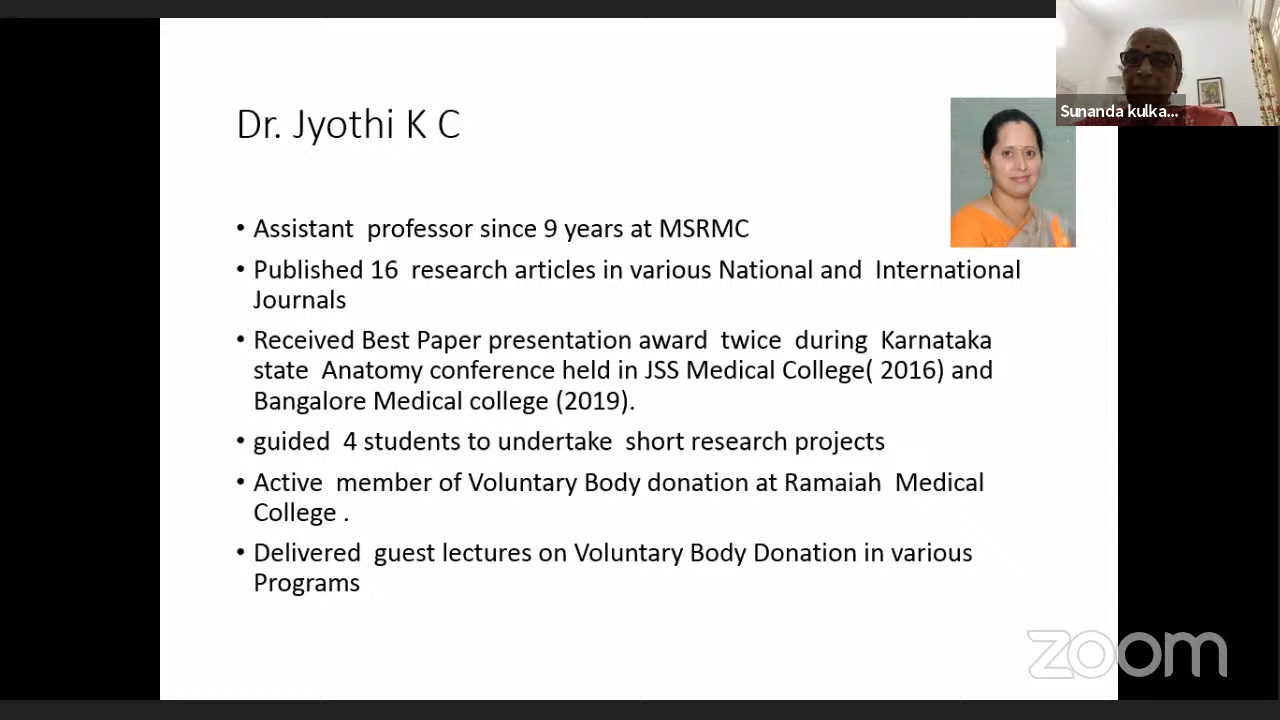 Sunanda kulka...
Dr. Jyothi K C
• Assistant professor since 9 years at MSRMC
• Published 16 research articles in various National and International
Journals
• Received Best Paper presentation award twice during Karnataka
state Anatomy conference held in JSS Medical College( 2016) and
Bangalore Medical college (2019).
• guided 4 students to undertake short research projects
• Active member of Voluntary Body donation at Ramaiah Medical
College .
• Delivered guest lectures on Voluntary Body Donation in various
Programs
zoom